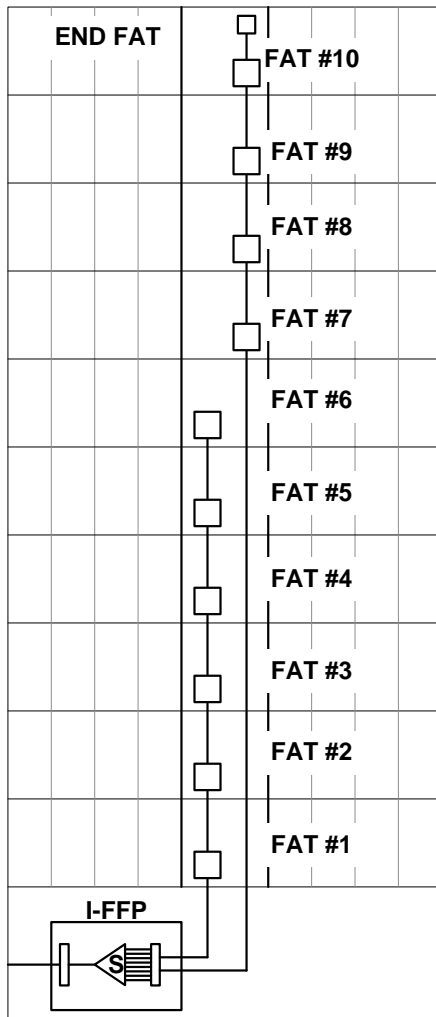 END FAT
FAT #10
FAT #9
FAT #8
FAT #7
FAT #6
FAT #5
FAT #4
FAT #3
FAT #2
FAT #1
I-FFP
S